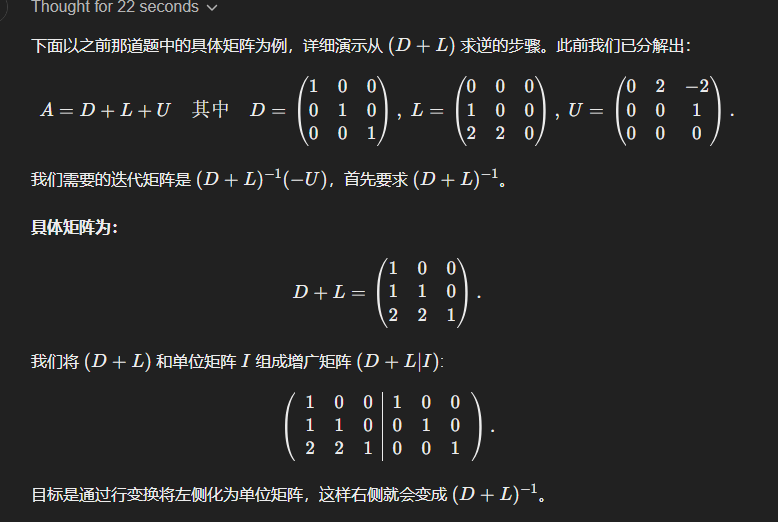 Thought for 22 seconds
下面以之前那道题中的具体矩阵为例，详细演示从 (D + L) 求逆的步骤。此前我们已分解出：
A = D + L + U 其中 D = \begin{pmatrix} 1 & 0 & 0 \\ 0 & 1 & 0 \\ 0 & 0 & 1 \end{pmatrix}, L = \begin{pmatrix} 0 & 0 & 0 \\ 1 & 0 & 0 \\ 2 & 2 & 0 \end{pmatrix}, U = \begin{pmatrix} 0 & 2 & -2 \\ 0 & 0 & 1 \\ 0 & 0 & 0 \end{pmatrix}.
我们需要的迭代矩阵是 (D + L)⁻¹(−U)，首先要求 (D + L)⁻¹。
具体矩阵为：
D + L = \begin{pmatrix} 1 & 0 & 0 \\ 1 & 1 & 0 \\ 2 & 2 & 1 \end{pmatrix}.
我们将 (D + L) 和单位矩阵 I 组成增广矩阵 (D + L|I):
\left(\begin{array}{ccc|ccc} 1 & 0 & 0 & 1 & 0 & 0 \\ 1 & 1 & 0 & 0 & 1 & 0 \\ 2 & 2 & 1 & 0 & 0 & 1 \end{array}\right).
目标是通过行变换将左侧化为单位矩阵，这样右侧就会变成 (D + L)⁻¹。